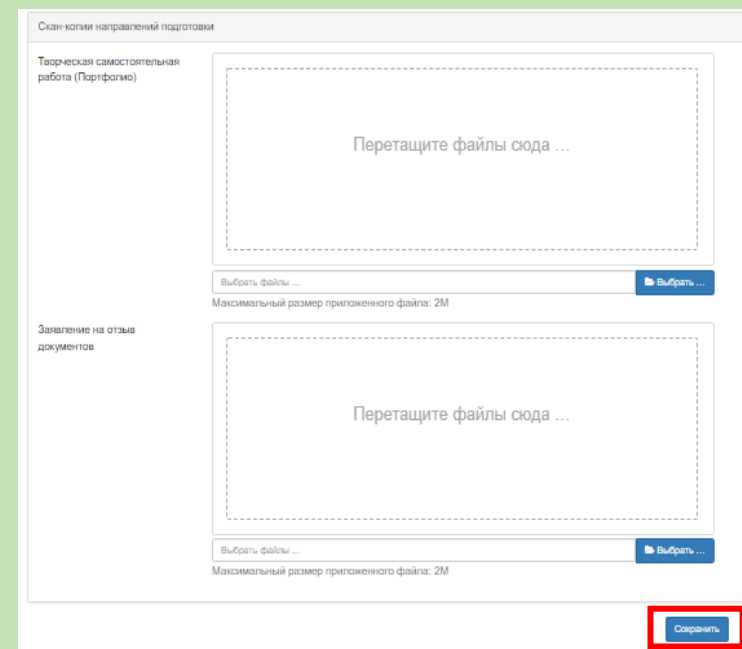 Скан-копии направлений подготовки
Творческая самостоятельная
работа (Портфолио)
Перетащите файлы сюда ...
Выбрать файлы ...
Выбрать ...
Максимальный размер приложенного файла: 2M
Заявление на отзыв
документов
Перетащите файлы сюда ...
Выбрать файлы ...
Выбрать ...
Максимальный размер приложенного файла: 2M
Сохранить